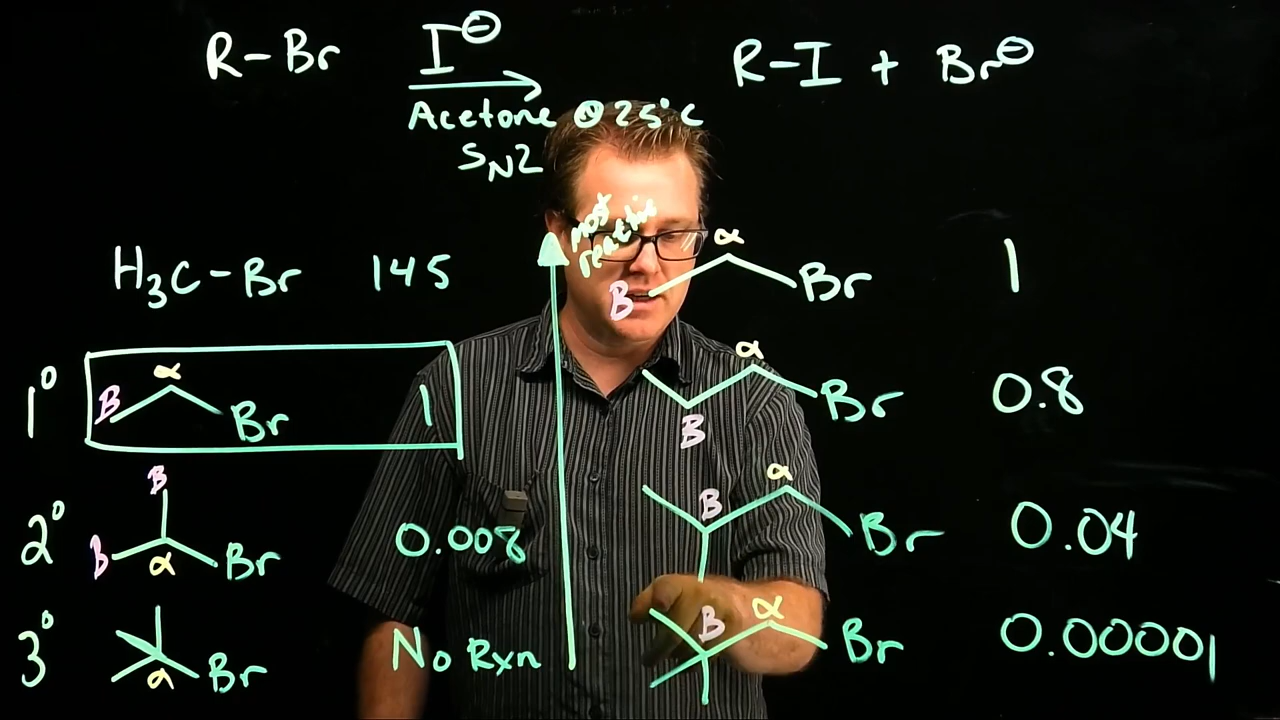 R-Br I⊖ R-I + Br⊖
Acetone @ 25°C
SN2
most
reactive
H3C-Br 145
α
B Br 1
1° α
B Br 1
α
B Br 0.8
2° B
B α Br 0.008
α
B Br 0.04
3° α Br No Rxn
α
B Br 0.00001